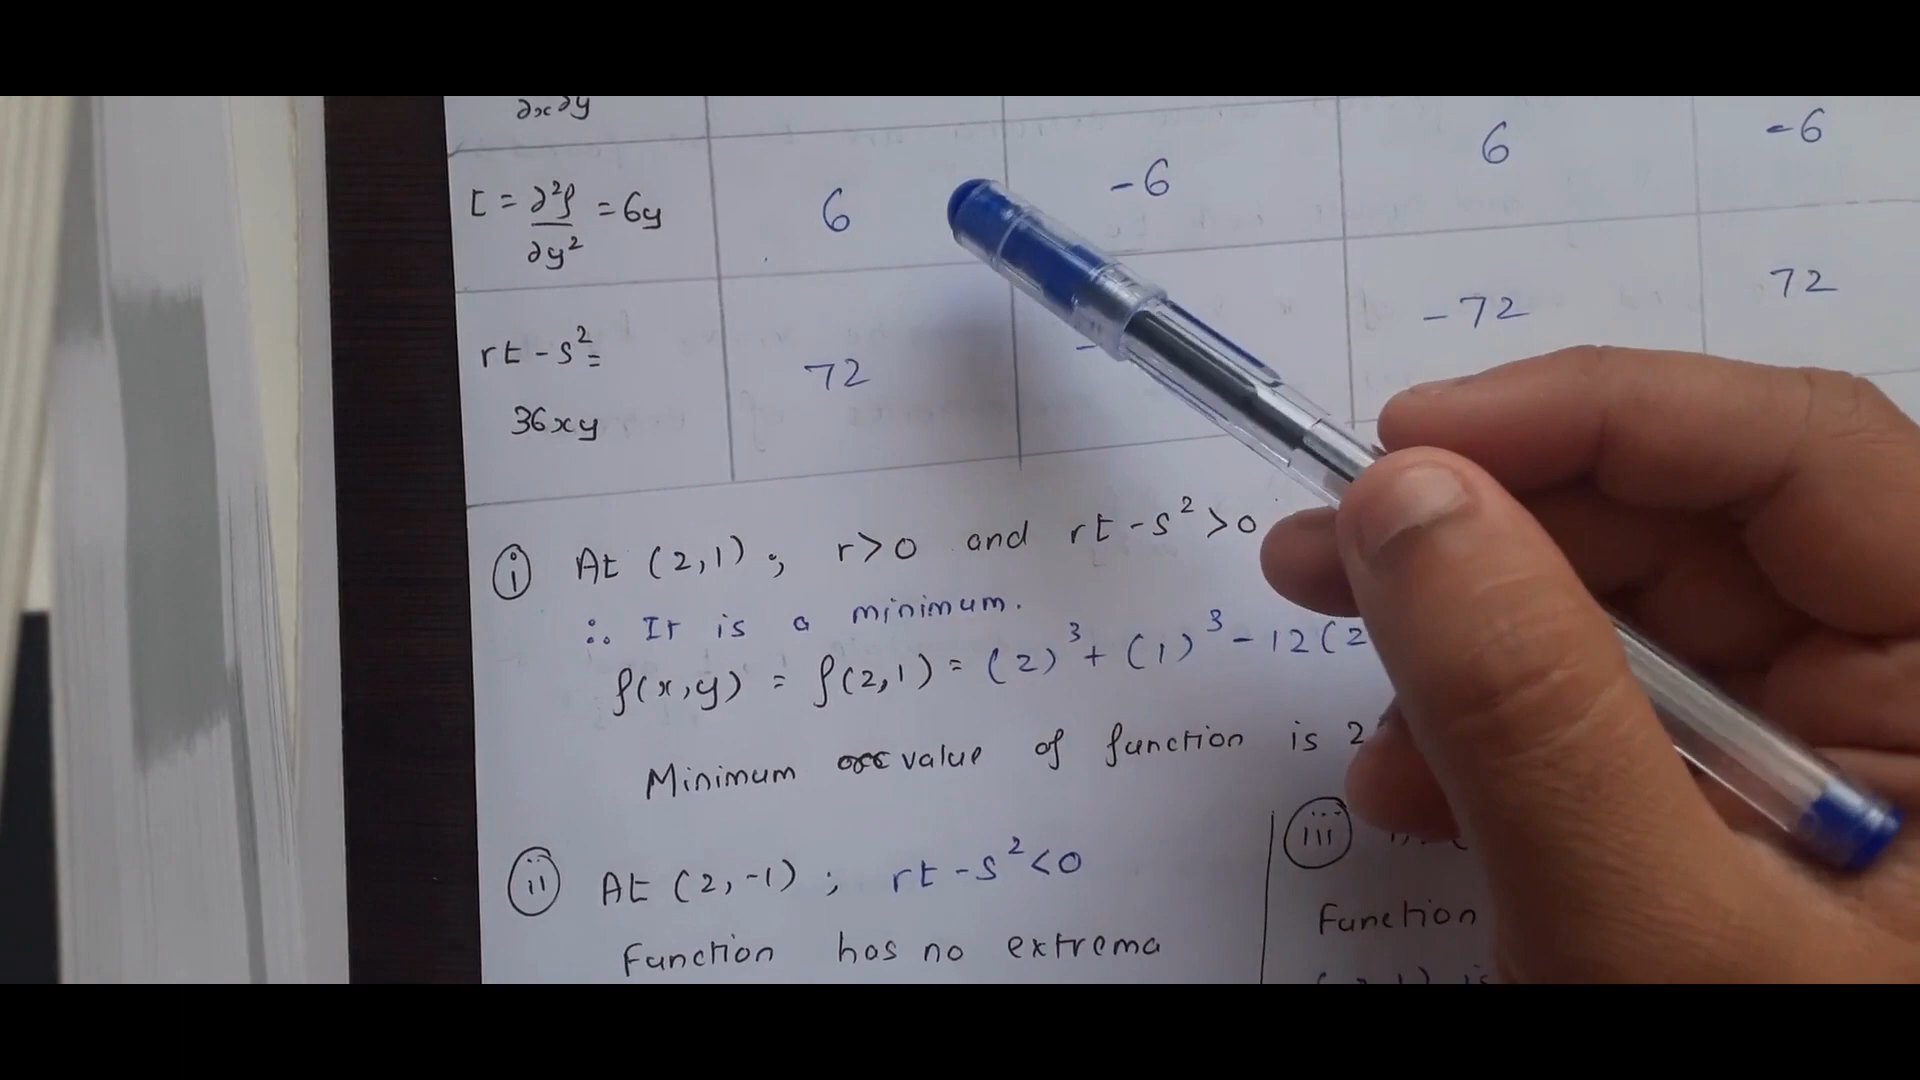 ∂x∂y
t = ∂²f/∂y² = 6y 6 -6 6 -6
rt - s² = 72 - -72 72
36xy
(i) At (2,1) ; r>0 and rt - s² >0
∴ It is a minimum.
f(x,y) = f(2,1) = (2)³ + (1)³ - 12(2
Minimum value of function is 2
(ii) At (2,-1) ; rt - s² <0
Function has no extrema
(iii)
Function